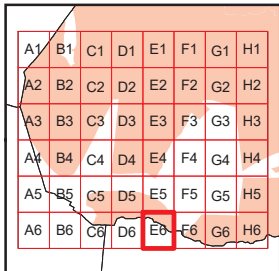 A1 B1 C1 D1 E1 F1 G1 H1
A2 B2 C2 D2 E2 F2 G2 H2
A3 B3 C3 D3 E3 F3 G3 H3
A4 B4 C4 D4 E4 F4 G4 H4
A5 B5 C5 D5 E5 F5 G5 H5
A6 B6 C6 D6 E6 F6 G6 H6